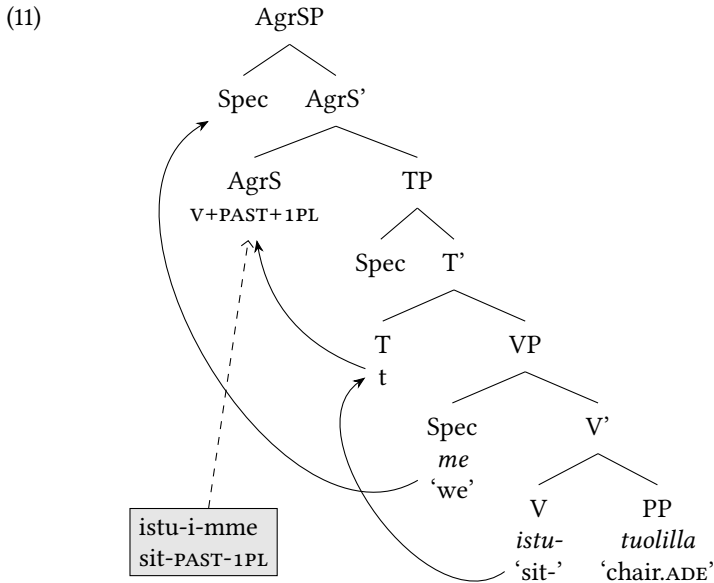 (11)
AgrSP
Spec AgrS’
AgrS TP
V+PAST+1PL
Spec T’
T VP
t
Spec V’
me
‘we’
V PP
istu- tuolilla
‘sit-’ ‘chair.ADE’
istu-i-mme
sit-PAST-1PL